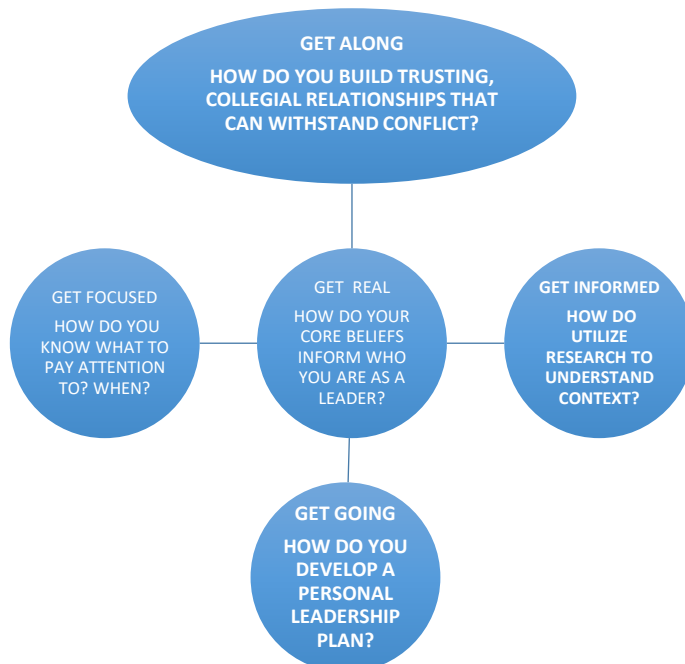 GET ALONG
HOW DO YOU BUILD TRUSTING,
COLLEGIAL RELATIONSHIPS THAT
CAN WITHSTAND CONFLICT?
GET FOCUSED
HOW DO YOU
KNOW WHAT TO
PAY ATTENTION
TO? WHEN?
GET REAL
HOW DO YOUR
CORE BELIEFS
INFORM WHO
YOU ARE AS A
LEADER?
GET INFORMED
HOW DO
UTILIZE
RESEARCH TO
UNDERSTAND
CONTEXT?
GET GOING
HOW DO YOU
DEVELOP A
PERSONAL
LEADERSHIP
PLAN?